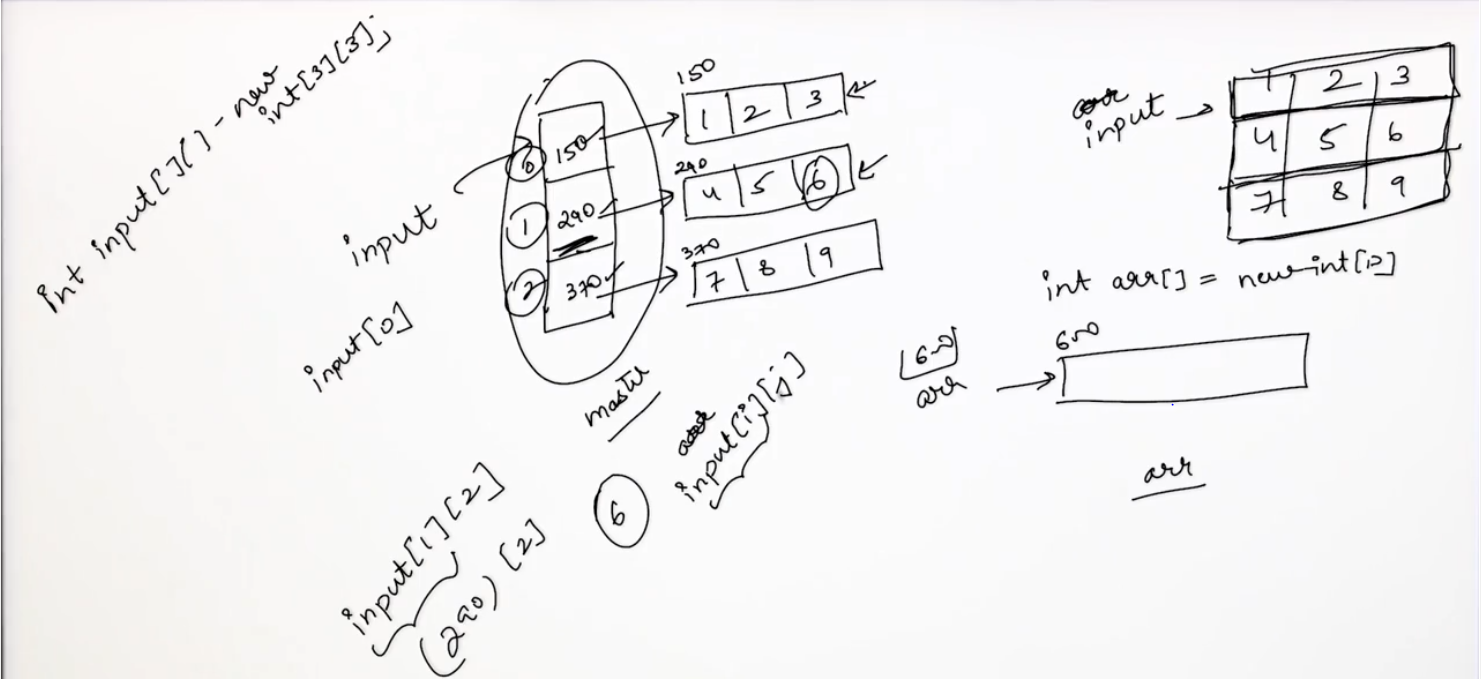 int input[][] - new int[3][3];
input
0 150
1 290
2 370
150
1 2 3
290
4 5 6
370
7 8 9
master
input
1 2 3
4 5 6
7 8 9
int arr[] = new int[]
600
arr
600
arr
input[0]
input[i][j]
6
input[1][2]
(290) [2]